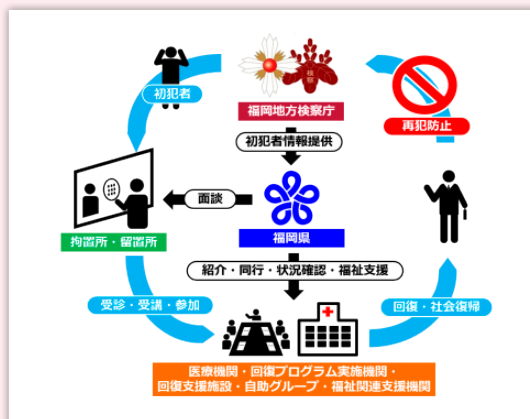 初犯者
検察
福岡地方検察庁
再犯防止
初犯者情報提供
面談
拘置所・留置所
福岡県
紹介・同行・状況確認・福祉支援
受診・受講・参加
回復・社会復帰
医療機関・回復プログラム実施機関・
回復支援施設・自助グループ・福祉関連支援機関